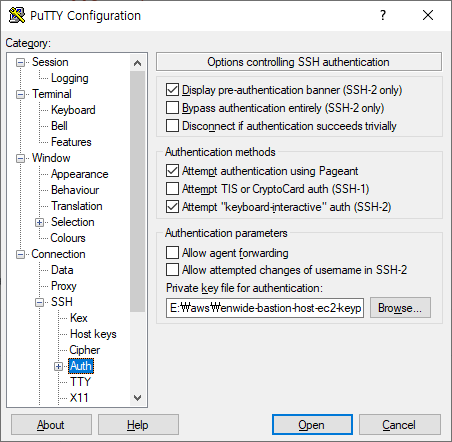 PuTTY Configuration
?
Category:
Session
Logging
Terminal
Keyboard
Bell
Features
Window
Appearance
Behaviour
Translation
Selection
Colours
Connection
Data
Proxy
SSH
Kex
Host keys
Cipher
Auth
TTY
X11
Options controlling SSH authentication
Display pre-authentication banner (SSH-2 only)
Bypass authentication entirely (SSH-2 only)
Disconnect if authentication succeeds trivially
Authentication methods
Attempt authentication using Pageant
Attempt TIS or CryptoCard auth (SSH-1)
Attempt "keyboard-interactive" auth (SSH-2)
Authentication parameters
Allow agent forwarding
Allow attempted changes of username in SSH-2
Private key file for authentication:
E:₩aws₩enwide-bastion-host-ec2-keyp
Browse...
About
Help
Open
Cancel